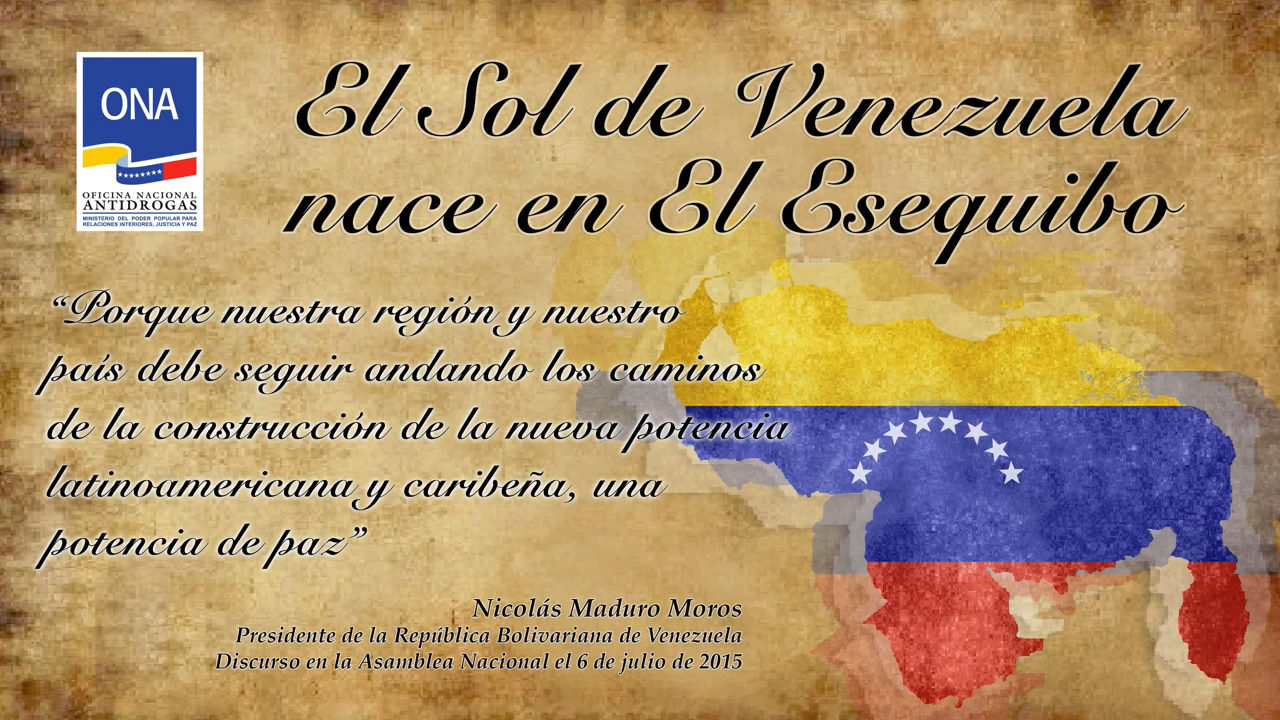 ONA
OFICINA NACIONAL
ANTIDROGAS
MINISTERIO DEL PODER POPULAR PARA
RELACIONES INTERIORES, JUSTICIA Y PAZ
El Sol de Venezuela
nace en El Esequibo
“Porque nuestra región y nuestro
país debe seguir andando los caminos
de la construcción de la nueva potencia
latinoamericana y caribeña, una
potencia de paz”
Nicolás Maduro Moros
Presidente de la República Bolivariana de Venezuela
Discurso en la Asamblea Nacional el 6 de julio de 2015